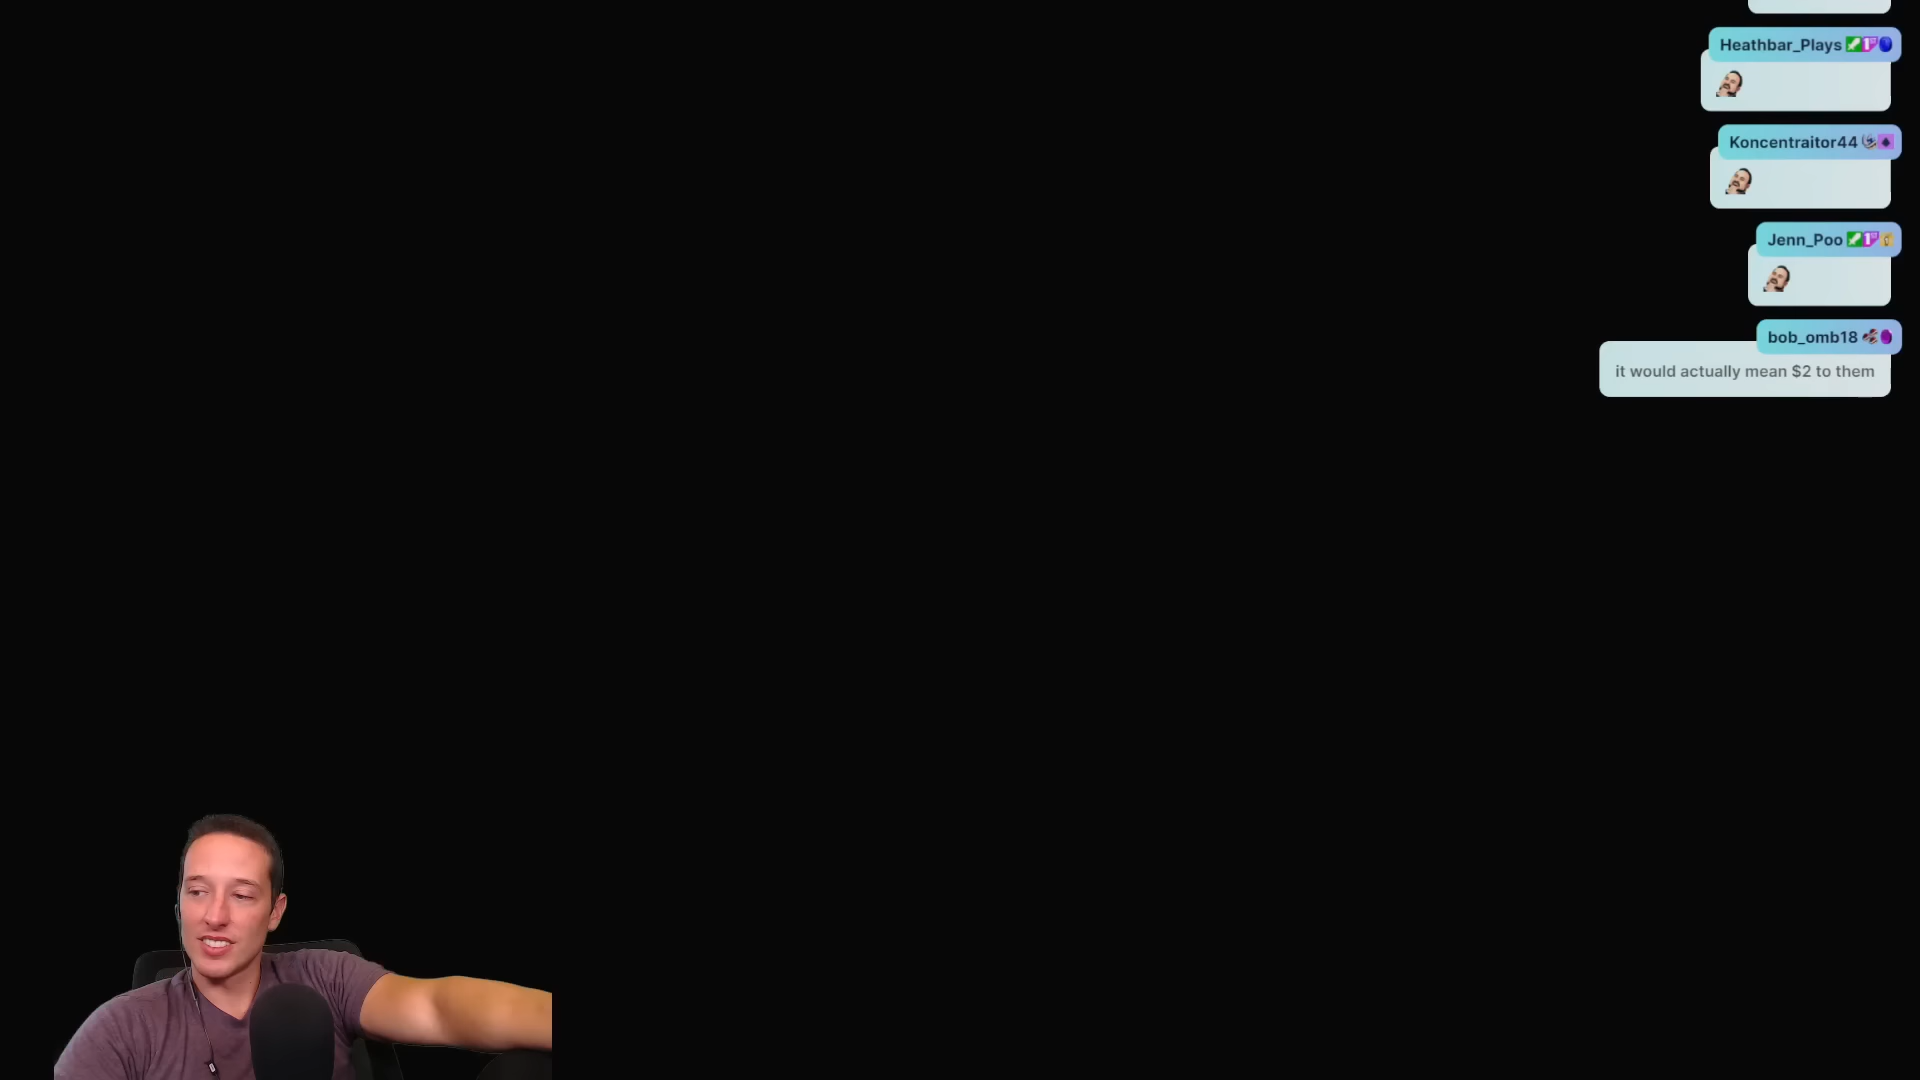 Heathbar_Plays
Koncentraitor44
Jenn_Poo
bob_omb18
it would actually mean $2 to them